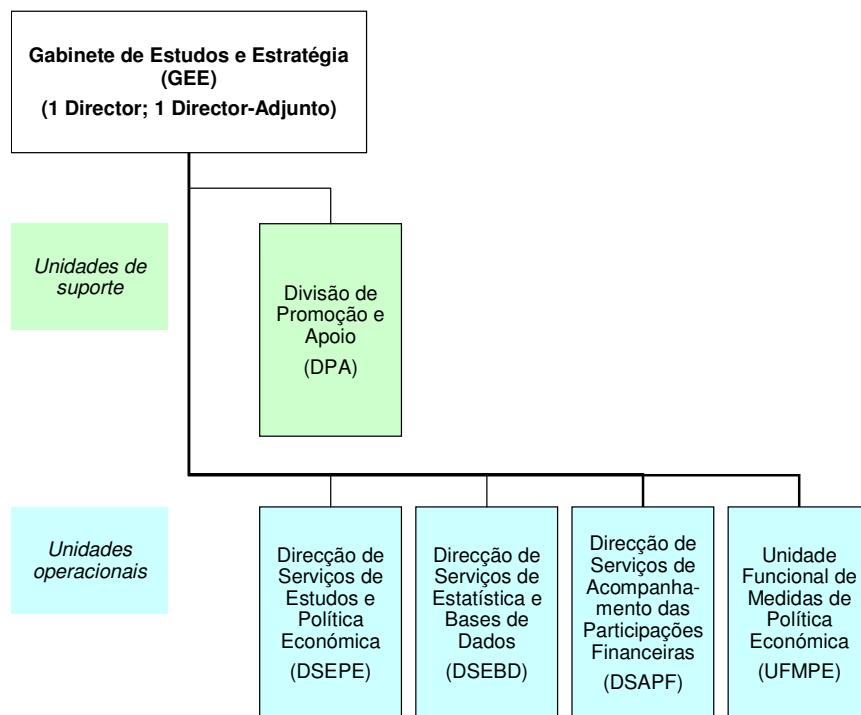 Gabinete de Estudos e Estratégia
(GEE)
(1 Director; 1 Director-Adjunto)
Unidades de
suporte
Divisão de
Promoção e
Apoio
(DPA)
Unidades
operacionais
Direcção de
Serviços de
Estudos e
Política
Económica
(DSEPE)
Direcção de
Serviços de
Estatística e
Bases de
Dados
(DSEBD)
Direcção de
Serviços de
Acompanha-
mento das
Participações
Financeiras
(DSAPF)
Unidade
Funcional de
Medidas de
Política
Económica
(UFMPE)